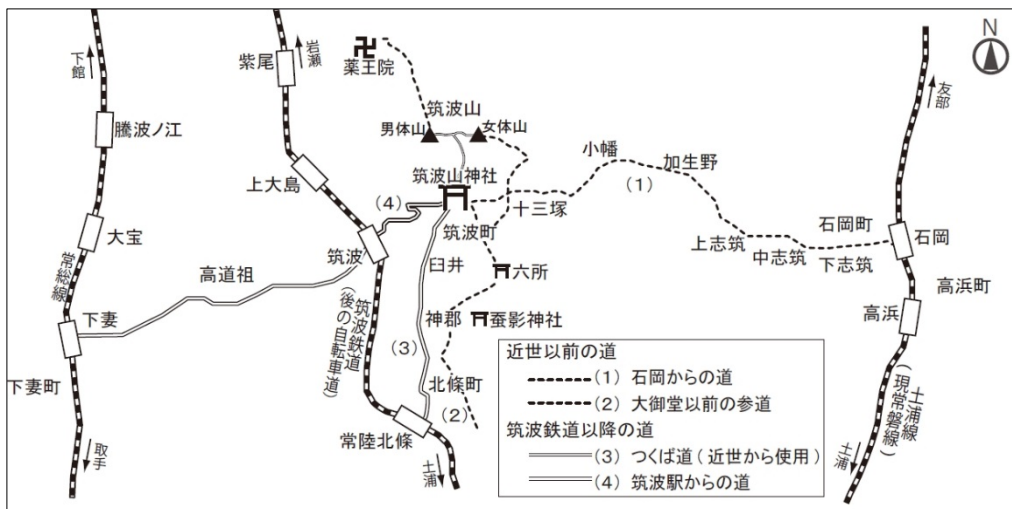 N
下館
岩瀬
紫尾
薬王院
筑波山
男体山
女体山
友部
騰波ノ江
上大島
筑波山神社
小幡
加生野
(1)
(4)
十三塚
筑波町
石岡町
石岡
大宝
筑波
臼井
六所
上志筑
中志筑
下志筑
常総線
高道祖
高浜町
高浜
下妻
筑波鉄道
(後の自転車道)
神郡
蚕影神社
(3)
下妻町
北條町
(2)
常陸北條
取手
土浦
土浦線
(現常磐線)
土浦
近世以前の道
(1)石岡からの道
(2)大御堂以前の参道
筑波鉄道以降の道
(3)つくば道(近世から使用)
(4)筑波駅からの道